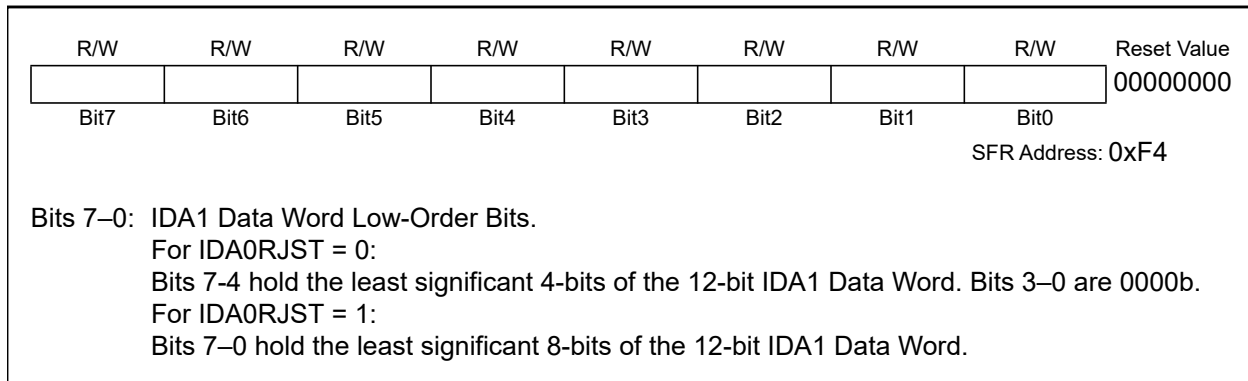 R/W R/W R/W R/W R/W R/W R/W R/W Reset Value
00000000
Bit7 Bit6 Bit5 Bit4 Bit3 Bit2 Bit1 Bit0
SFR Address: 0xF4
Bits 7–0: IDA1 Data Word Low-Order Bits.
For IDA0RJST = 0:
Bits 7-4 hold the least significant 4-bits of the 12-bit IDA1 Data Word. Bits 3–0 are 0000b.
For IDA0RJST = 1:
Bits 7–0 hold the least significant 8-bits of the 12-bit IDA1 Data Word.